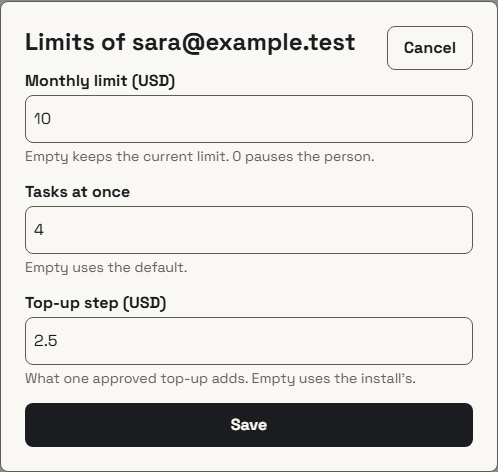 Limits of sara@example.test
Cancel
Monthly limit (USD)
10
Empty keeps the current limit. 0 pauses the person.
Tasks at once
4
Empty uses the default.
Top-up step (USD)
2.5
What one approved top-up adds. Empty uses the install's.
Save